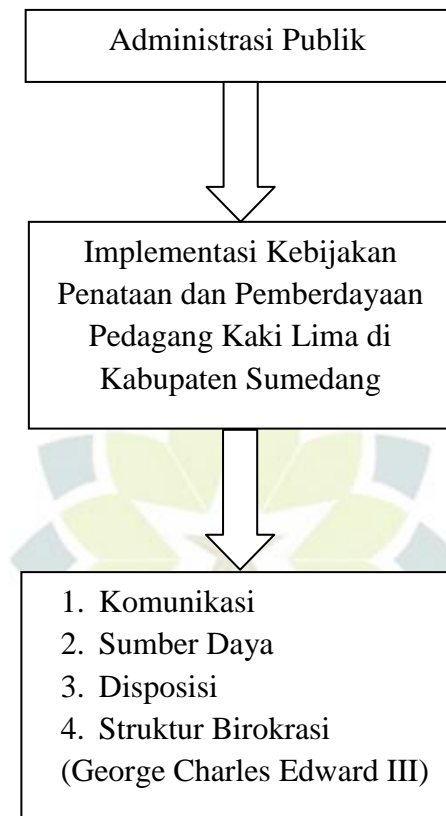 Administrasi Publik
Implementasi Kebijakan
Penataan dan Pemberdayaan
Pedagang Kaki Lima di
Kabupaten Sumedang
1. Komunikasi
2. Sumber Daya
3. Disposisi
4. Struktur Birokrasi
(George Charles Edward III)